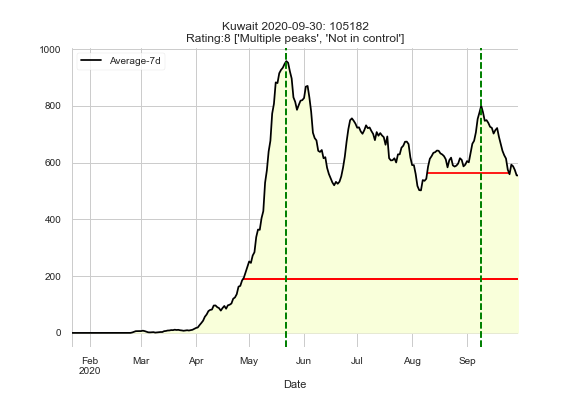 Kuwait 2020-09-30: 105182
Rating:8 ['Multiple peaks', 'Not in control']
1000
Average-7d
800
600
400
200
0
Feb Mar Apr May Jun Jul Aug Sep
2020
Date